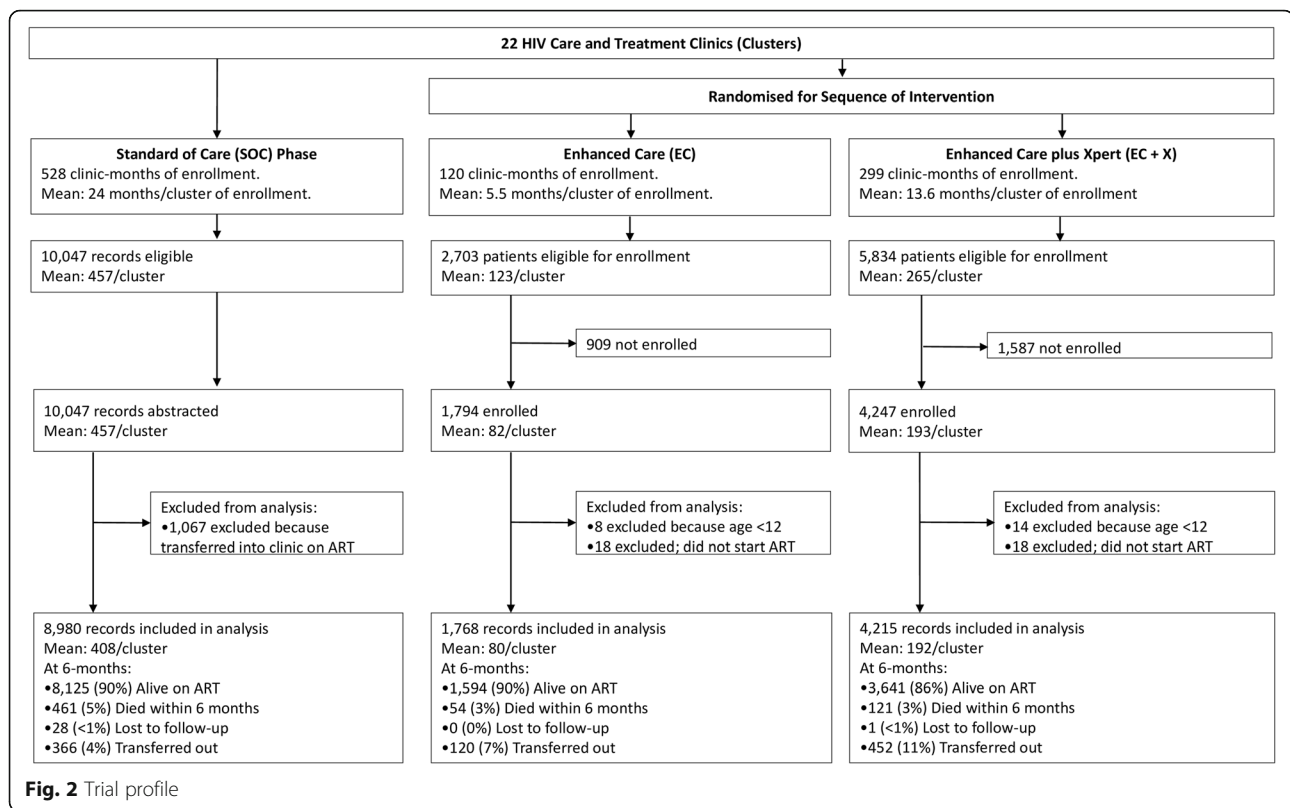 22 HIV Care and Treatment Clinics (Clusters)
Randomised for Sequence of Intervention
Standard of Care (SOC) Phase
528 clinic-months of enrollment.
Mean: 24 months/cluster of enrollment.
Enhanced Care (EC)
120 clinic-months of enrollment.
Mean: 5.5 months/cluster of enrollment.
Enhanced Care plus Xpert (EC + X)
299 clinic-months of enrollment.
Mean: 13.6 months/cluster of enrollment
10,047 records eligible
Mean: 457/cluster
2,703 patients eligible for enrollment
Mean: 123/cluster
5,834 patients eligible for enrollment
Mean: 265/cluster
909 not enrolled
1,587 not enrolled
10,047 records abstracted
Mean: 457/cluster
1,794 enrolled
Mean: 82/cluster
4,247 enrolled
Mean: 193/cluster
Excluded from analysis:
•1,067 excluded because
transferred into clinic on ART
Excluded from analysis:
•8 excluded because age <12
•18 excluded; did not start ART
Excluded from analysis:
•14 excluded because age <12
•18 excluded; did not start ART
8,980 records included in analysis
Mean: 408/cluster
At 6-months:
•8,125 (90%) Alive on ART
•461 (5%) Died within 6 months
•28 (<1%) Lost to follow-up
•366 (4%) Transferred out
1,768 records included in analysis
Mean: 80/cluster
At 6-months:
•1,594 (90%) Alive on ART
•54 (3%) Died within 6 months
•0 (0%) Lost to follow-up
•120 (7%) Transferred out
4,215 records included in analysis
Mean: 192/cluster
At 6-months:
•3,641 (86%) Alive on ART
•121 (3%) Died within 6 months
•1 (<1%) Lost to follow-up
•452 (11%) Transferred out
Fig. 2 Trial profile